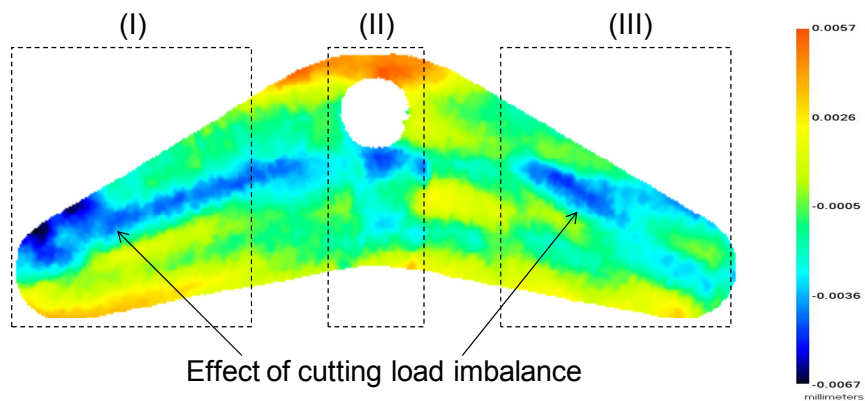 (I)
(II)
(III)
0.0057
0.0026
-0.0005
-0.0036
-0.0067
millimeters
Effect of cutting load imbalance